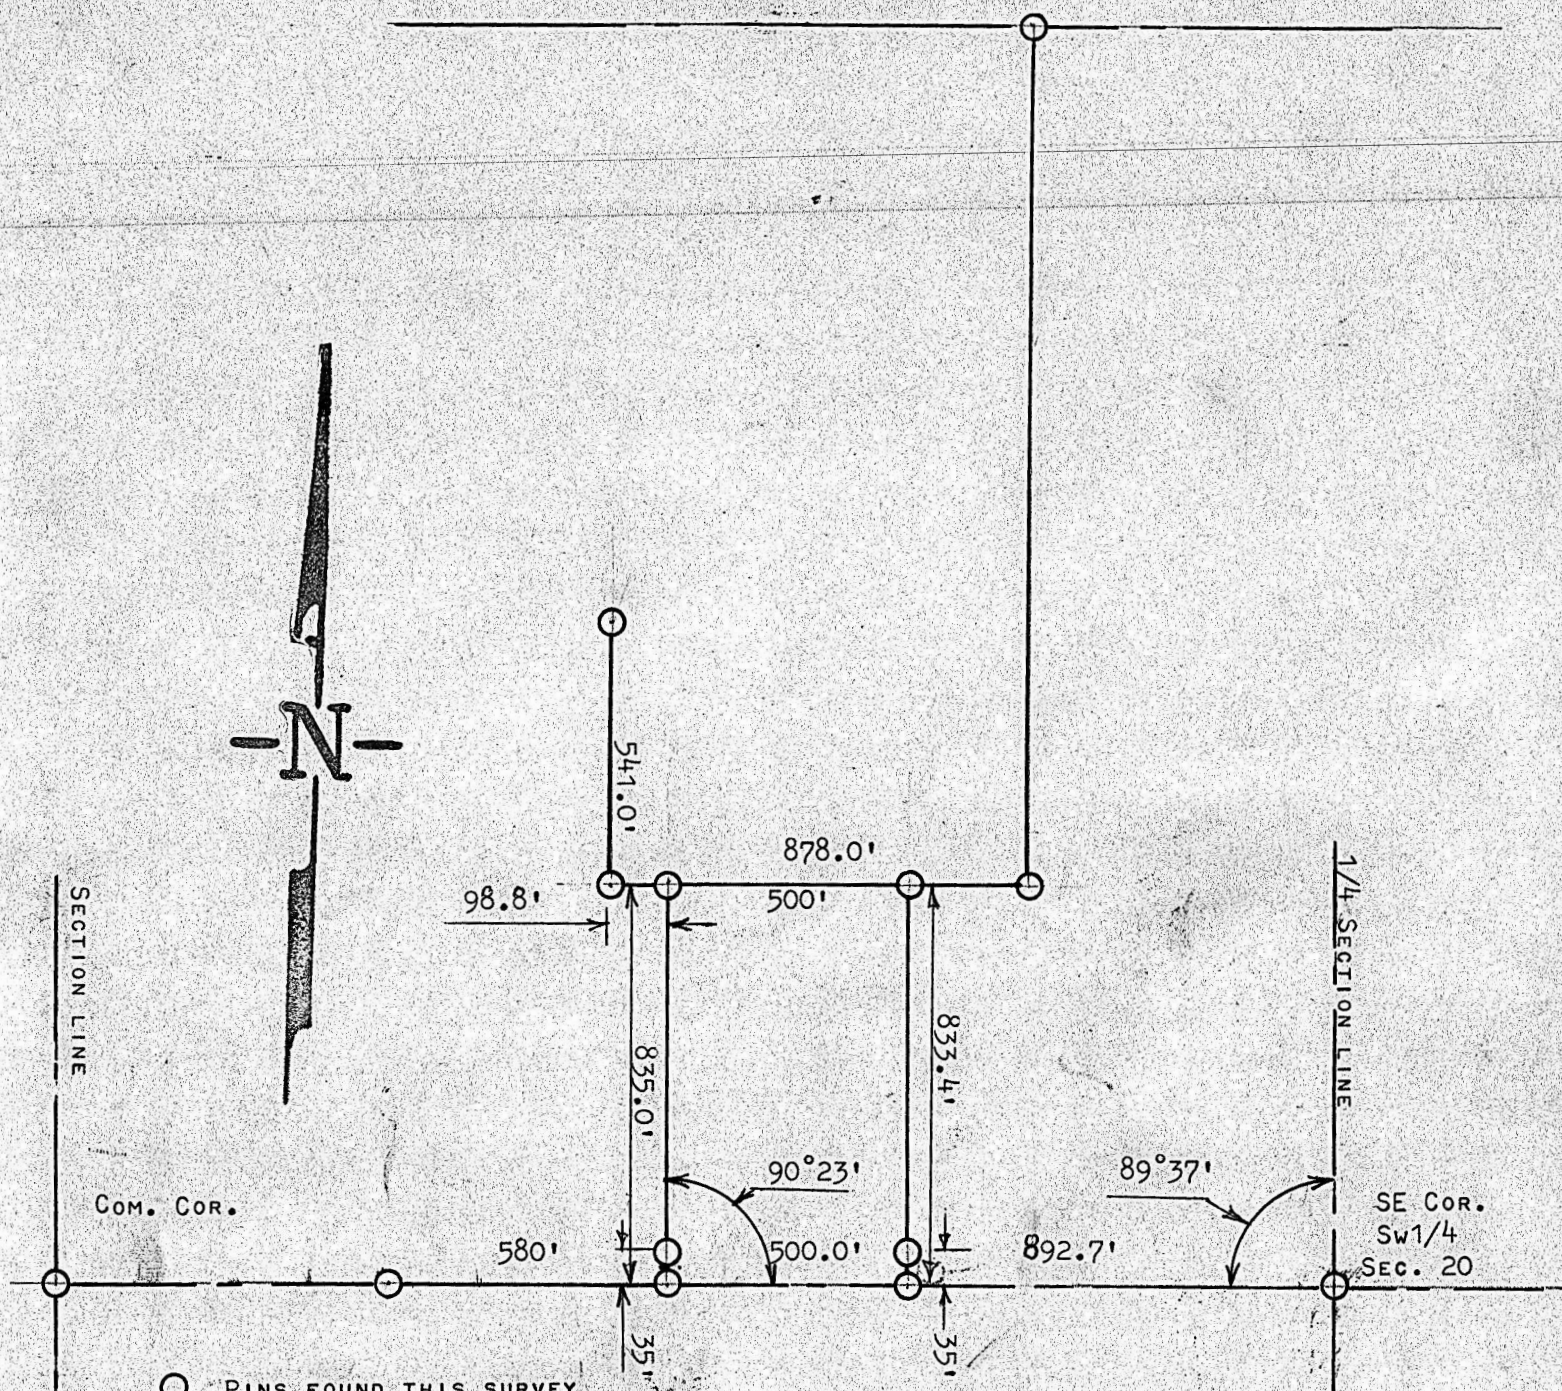 N
541.0'
878.0'
98.8'
500'
SECTION LINE
1/4 SECTION LINE
835.0'
833.4'
90°23'
89°37'
COM. COR.
SE COR.
SW1/4
SEC. 20
580'
500.0'
892.7'
35'
35'
PINS FOUND THIS SURVEY